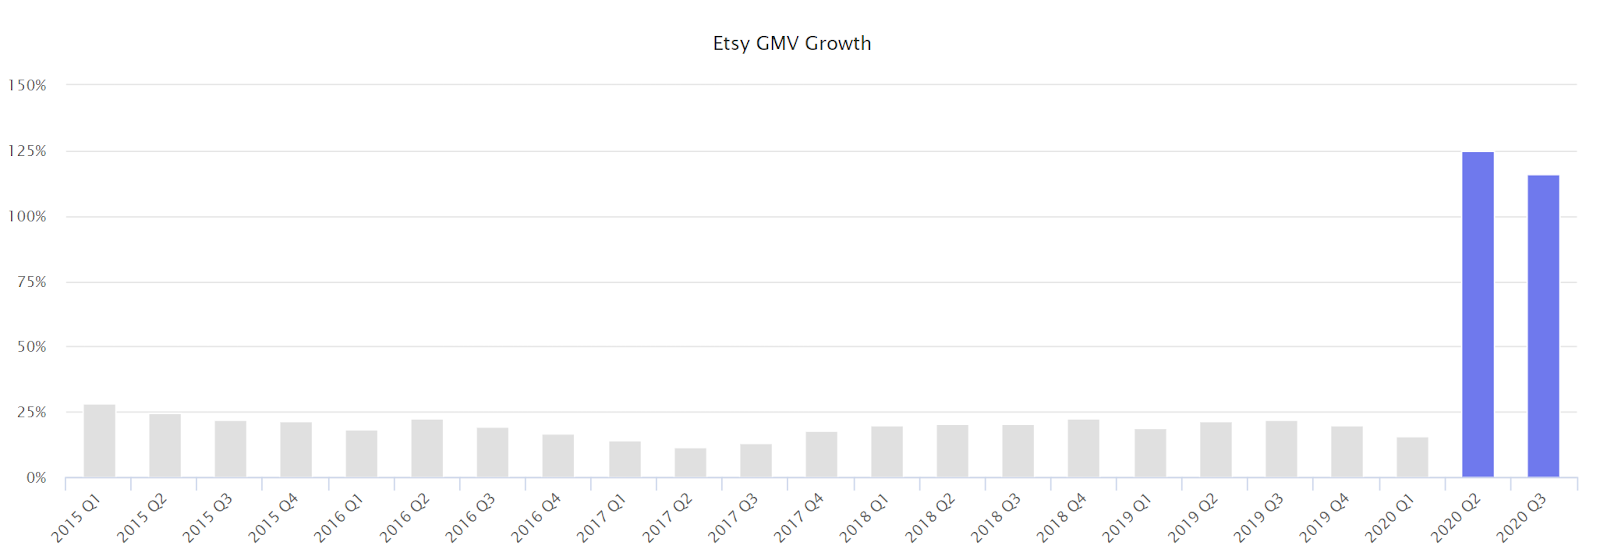 Etsy GMV Growth
150%
125%
100%
75%
50%
25%
0%
2015 Q1
2015 Q2
2015 Q3
2015 Q4
2016 Q1
2016 Q2
2016 Q3
2016 Q4
2017 Q1
2017 Q2
2017 Q3
2017 Q4
2018 Q1
2018 Q2
2018 Q3
2018 Q4
2019 Q1
2019 Q2
2019 Q3
2019 Q4
2020 Q1
2020 Q2
2020 Q3